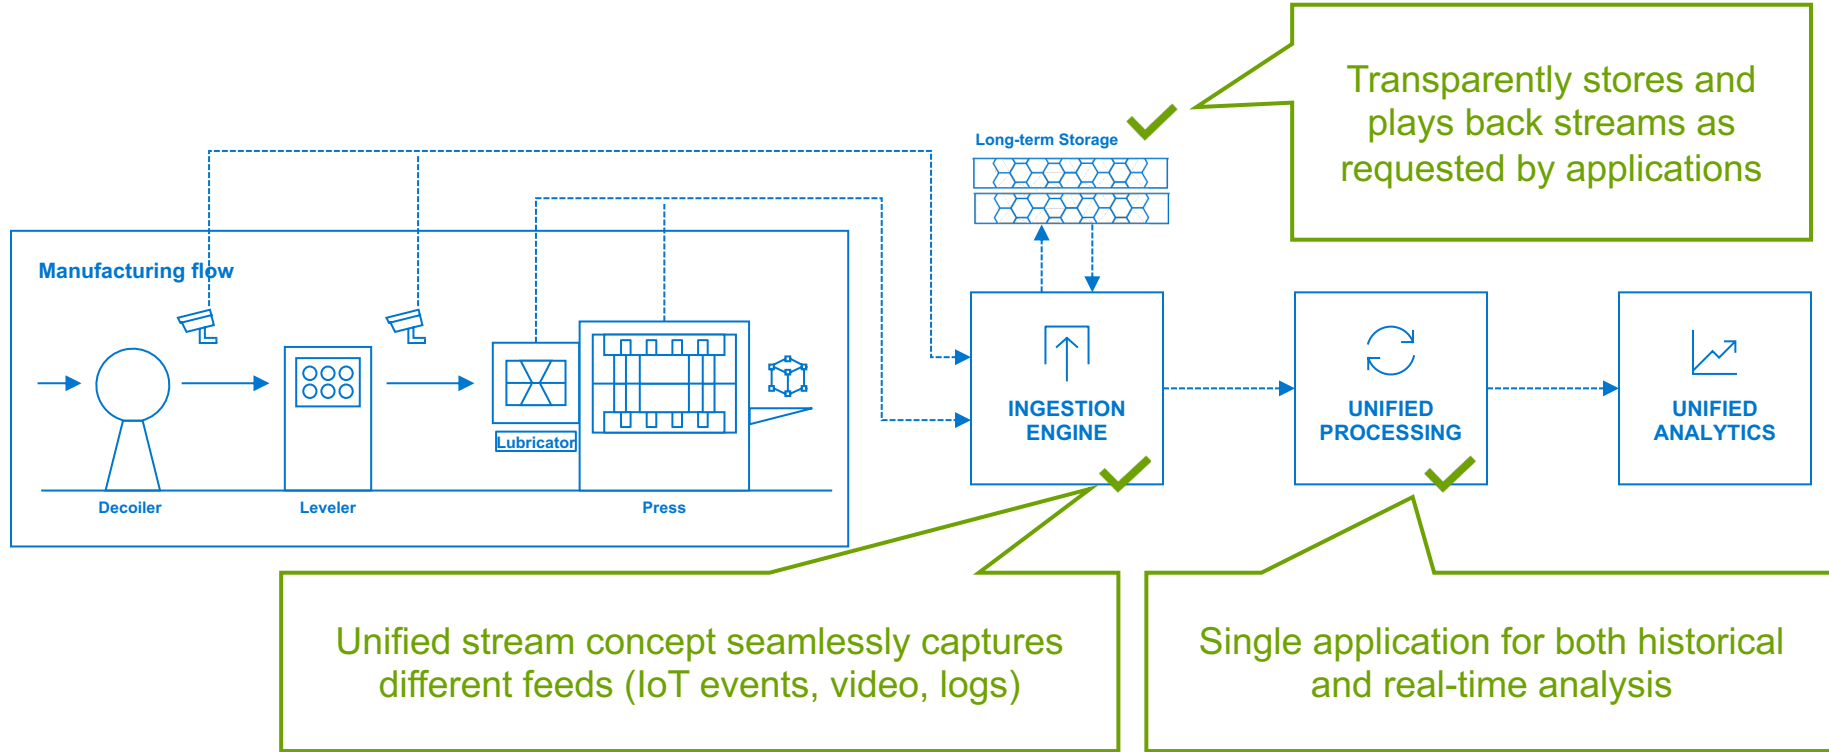 Transparently stores and
plays back streams as
requested by applications
Long-term Storage
Manufacturing flow
Lubricator
Decoiler
Leveler
Press
INGESTION
ENGINE
UNIFIED
PROCESSING
UNIFIED
ANALYTICS
Unified stream concept seamlessly captures
different feeds (IoT events, video, logs)
Single application for both historical
and real-time analysis